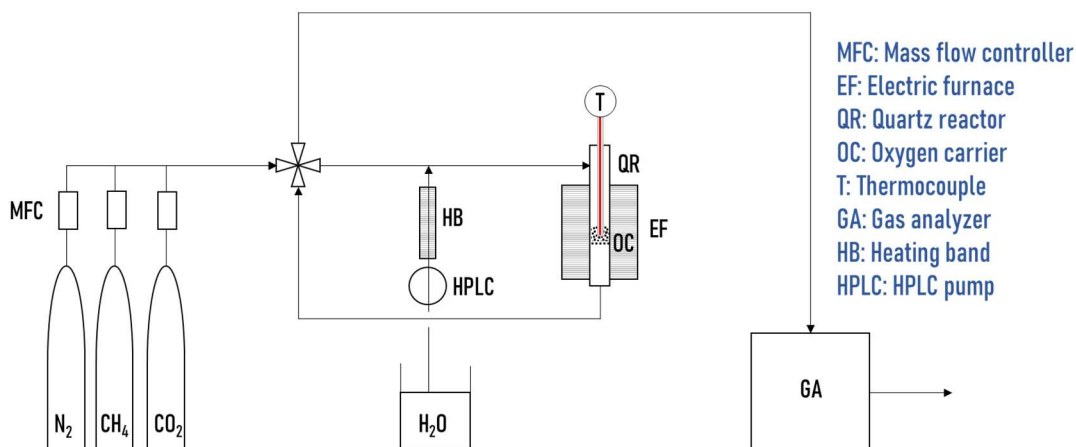 T
MFC: Mass flow controller
EF: Electric furnace
QR: Quartz reactor
OC: Oxygen carrier
T: Thermocouple
GA: Gas analyzer
HB: Heating band
HPLC: HPLC pump
QR
MFC
HB
EF
OC
HPLC
N₂
CH₄
CO₂
H₂O
GA